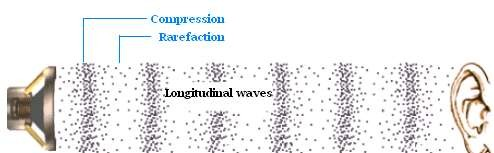 Compression
Rarefaction
Longitudinal waves